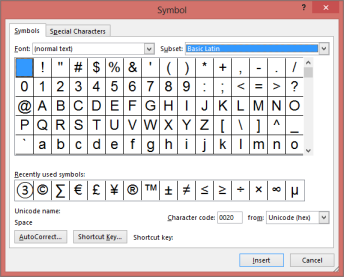 Symbol
? ×
Symbols Special Characters
Font: (normal text) Subset: Basic Latin
! " # $ % & ' ( ) * + , - . /
0 1 2 3 4 5 6 7 8 9 : ; < = > ?
@ A B C D E F G H I J K L M N O
P Q R S T U V W X Y Z [ \ ] ^ _
` a b c d e f g h i j k l m n o
Recently used symbols:
③ © ∑ € £ ¥ ® ™ ± ≠ ≤ ≥ ÷ × ∞ µ
Unicode name:
Space
Character code: 0020 from: Unicode (hex)
AutoCorrect... Shortcut Key... Shortcut key:
Insert Cancel